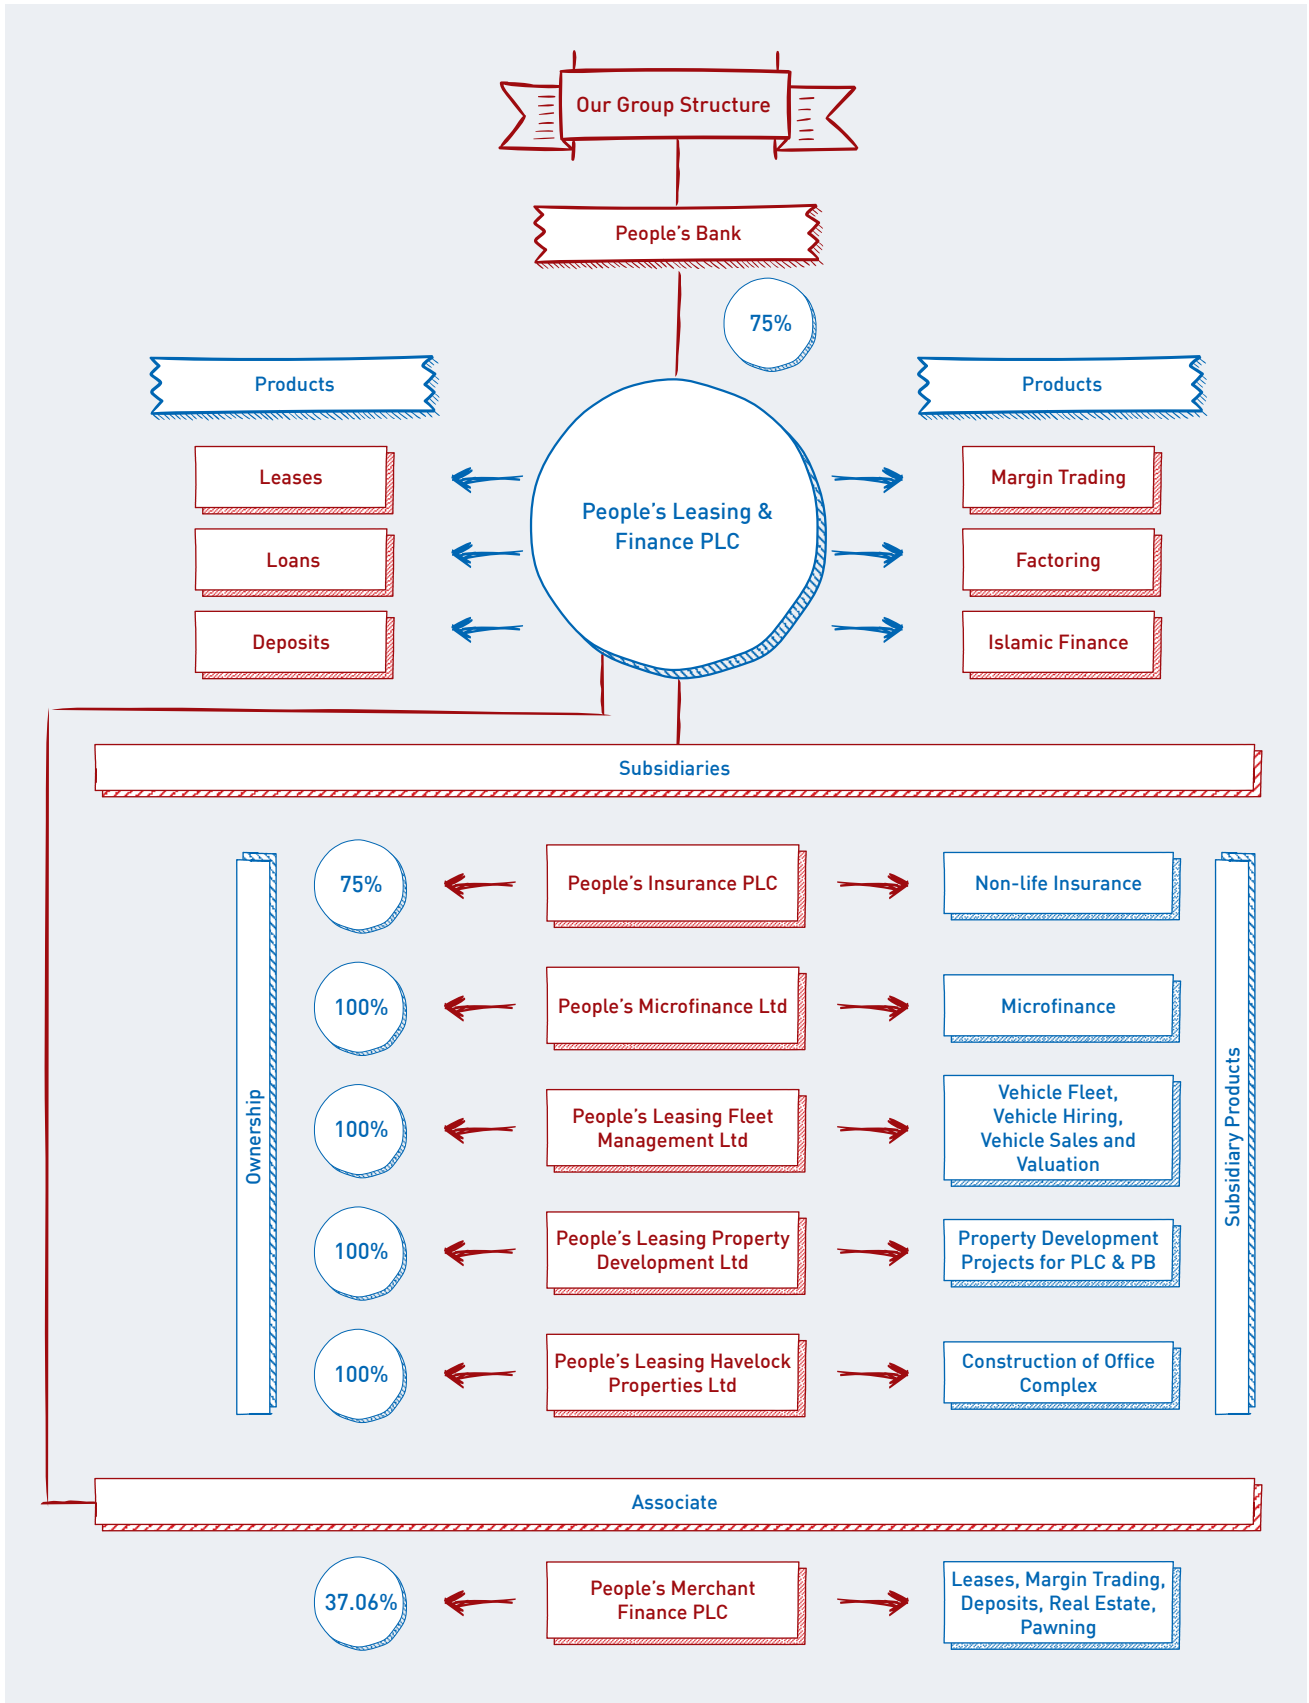 Our Group Structure
People's Bank
75%
Products
Products
Leases
Loans
Deposits
People's Leasing &
Finance PLC
Margin Trading
Factoring
Islamic Finance
Subsidiaries
Ownership
Subsidiary Products
75%
People's Insurance PLC
Non-life Insurance
100%
People's Microfinance Ltd
Microfinance
100%
People's Leasing Fleet
Management Ltd
Vehicle Fleet,
Vehicle Hiring,
Vehicle Sales and
Valuation
100%
People's Leasing Property
Development Ltd
Property Development
Projects for PLC & PB
100%
People's Leasing Havelock
Properties Ltd
Construction of Office
Complex
Associate
37.06%
People's Merchant
Finance PLC
Leases, Margin Trading,
Deposits, Real Estate,
Pawning